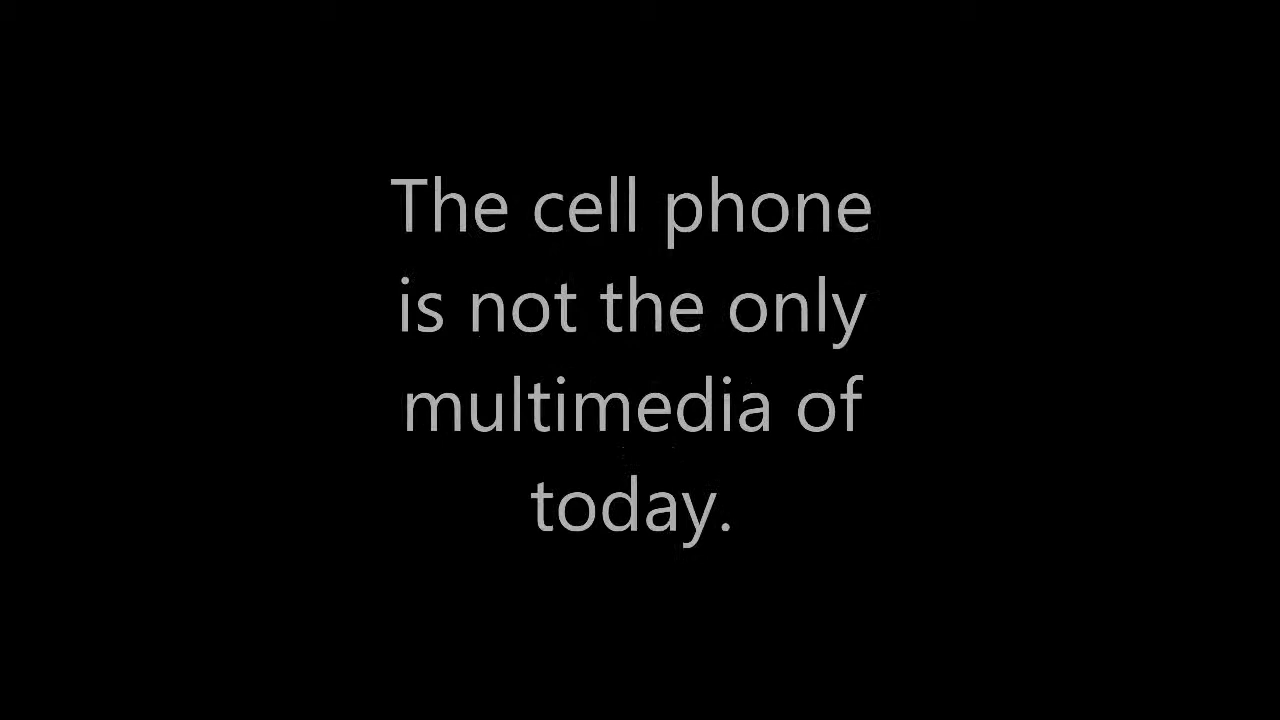 The cell phone
is not the only
multimedia of
today.